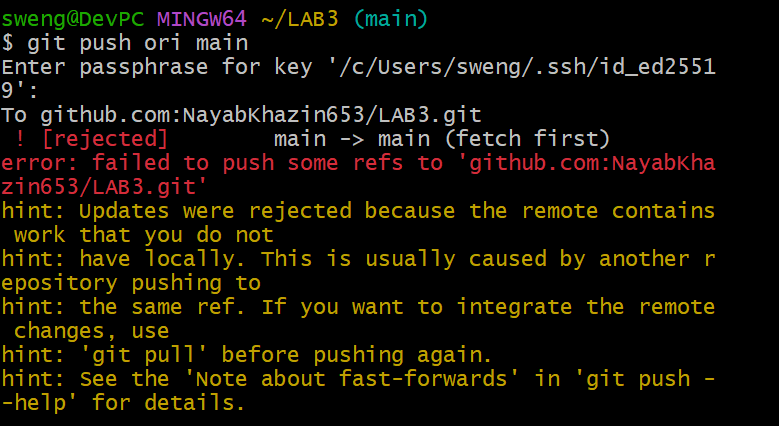 sweng@DevPC MINGW64 ~/LAB3 (main)
$ git push ori main
Enter passphrase for key '/c/Users/sweng/.ssh/id_ed2551
9':
To github.com:NayabKhazin653/LAB3.git
 ! [rejected]        main -> main (fetch first)
error: failed to push some refs to 'github.com:NayabKha
zin653/LAB3.git'
hint: Updates were rejected because the remote contains
 work that you do not
hint: have locally. This is usually caused by another r
epository pushing to
hint: the same ref. If you want to integrate the remote
 changes, use
hint: 'git pull' before pushing again.
hint: See the 'Note about fast-forwards' in 'git push -
-help' for details.